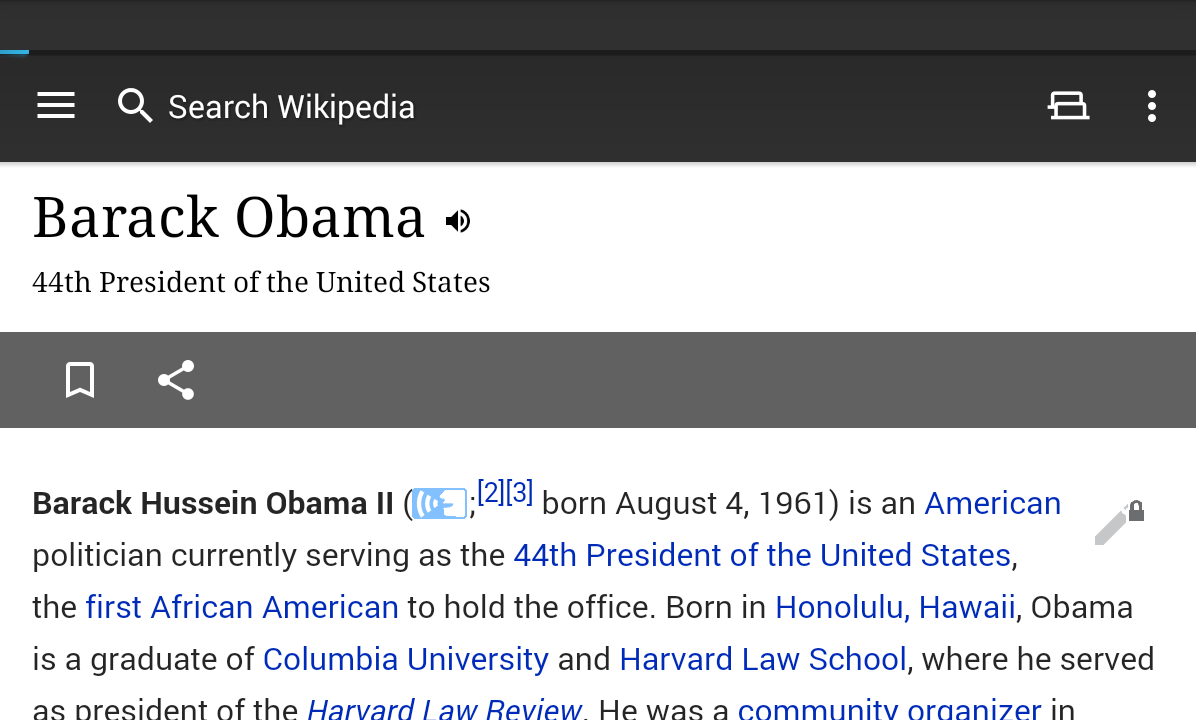 Search Wikipedia
Barack Obama
44th President of the United States
Barack Hussein Obama II (;[2][3] born August 4, 1961) is an American
politician currently serving as the 44th President of the United States,
the first African American to hold the office. Born in Honolulu, Hawaii, Obama
is a graduate of Columbia University and Harvard Law School, where he served
as president of the Harvard Law Review. He was a community organizer in